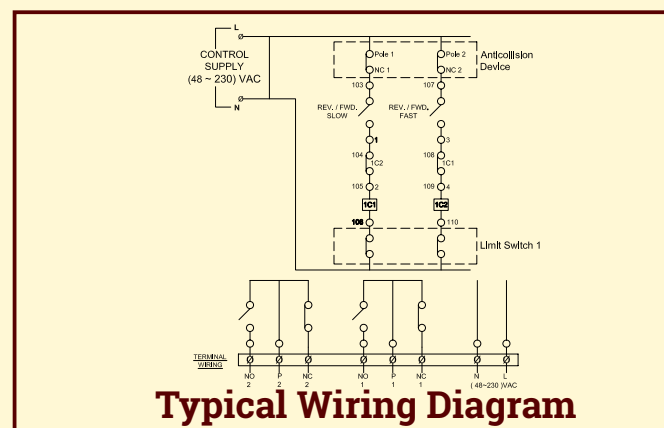 L
CONTROL
SUPPLY
(48 ~ 230) VAC
N
Pole 1
Pole 2
Anticollision
Device
NC 1
NC 2
103
107
REV. / FWD.
SLOW
REV. / FWD.
FAST
1
3
104
1C2
108
1C1
105
2
109
4
1C1
1C2
106
110
Limit Switch 1
TERMINAL
WIRING
NO
2
P
2
NC
2
NO
1
P
1
NC
1
N
L
( 48~230 )VAC
Typical Wiring Diagram